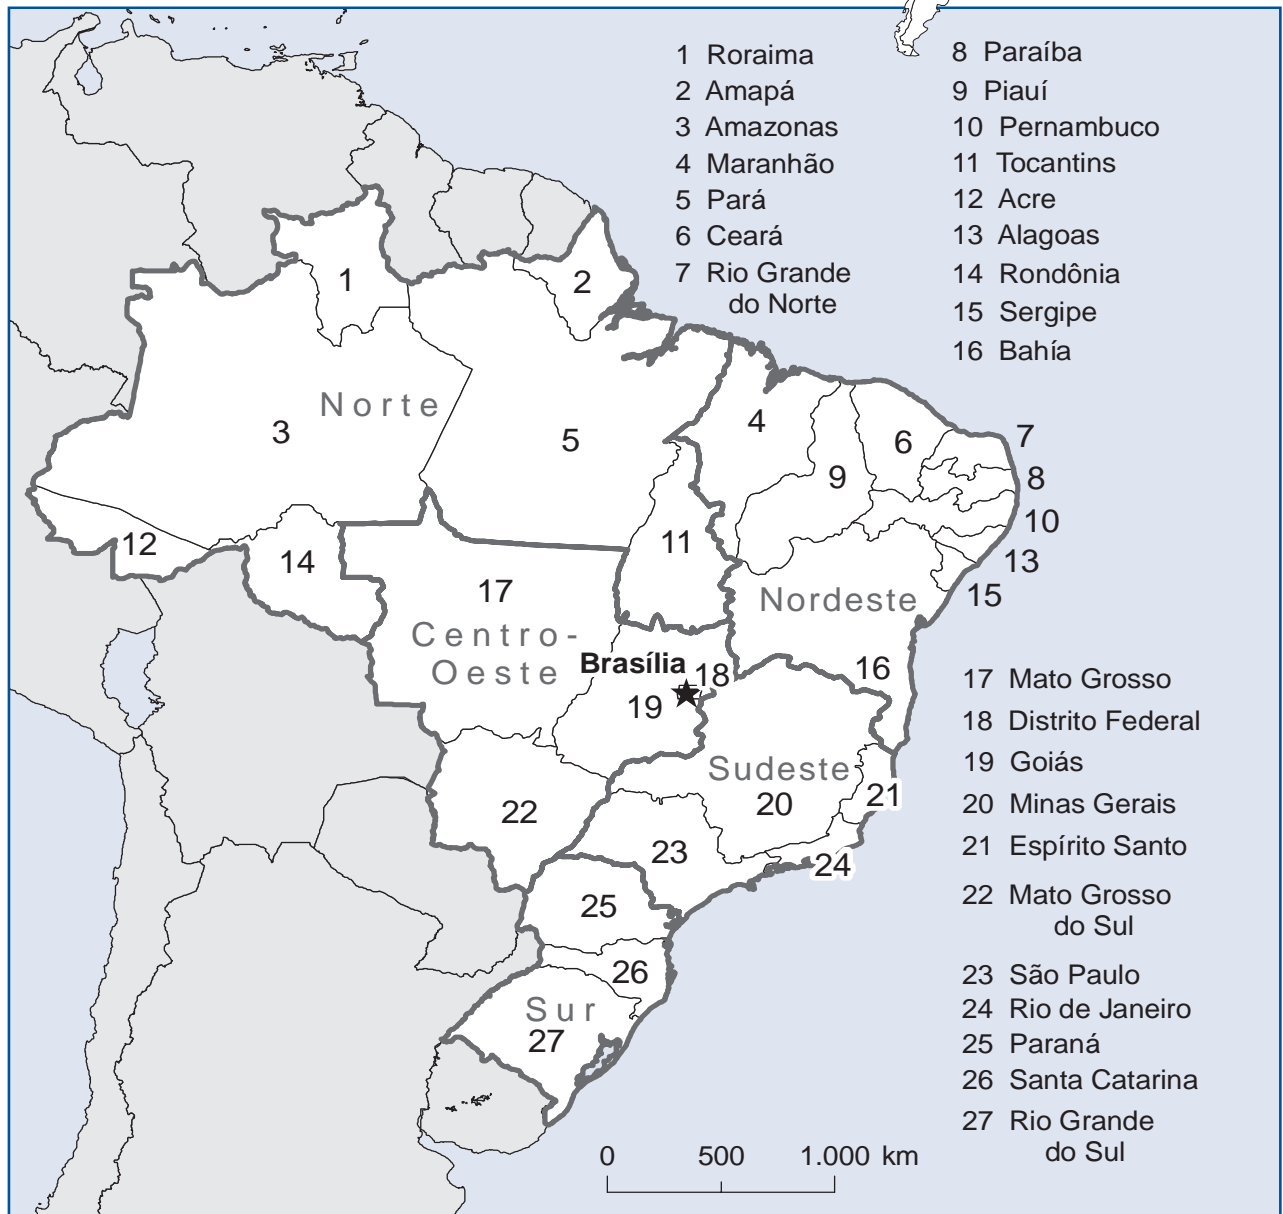 1 Roraima
2 Amapá
3 Amazonas
4 Maranhão
5 Pará
6 Ceará
7 Rio Grande
do Norte
8 Paraíba
9 Piauí
10 Pernambuco
11 Tocantins
12 Acre
13 Alagoas
14 Rondônia
15 Sergipe
16 Bahía
1
2
Norte
3
5
4
9
6
7
8
10
13
15
12
14
11
17
Nordeste
Centro-
Oeste
Brasília
18
16
19
Sudeste
20
21
22
23
24
25
26
Sur
27
17 Mato Grosso
18 Distrito Federal
19 Goiás
20 Minas Gerais
21 Espírito Santo
22 Mato Grosso
do Sul
23 São Paulo
24 Rio de Janeiro
25 Paraná
26 Santa Catarina
27 Rio Grande
do Sul
0 500 1.000 km